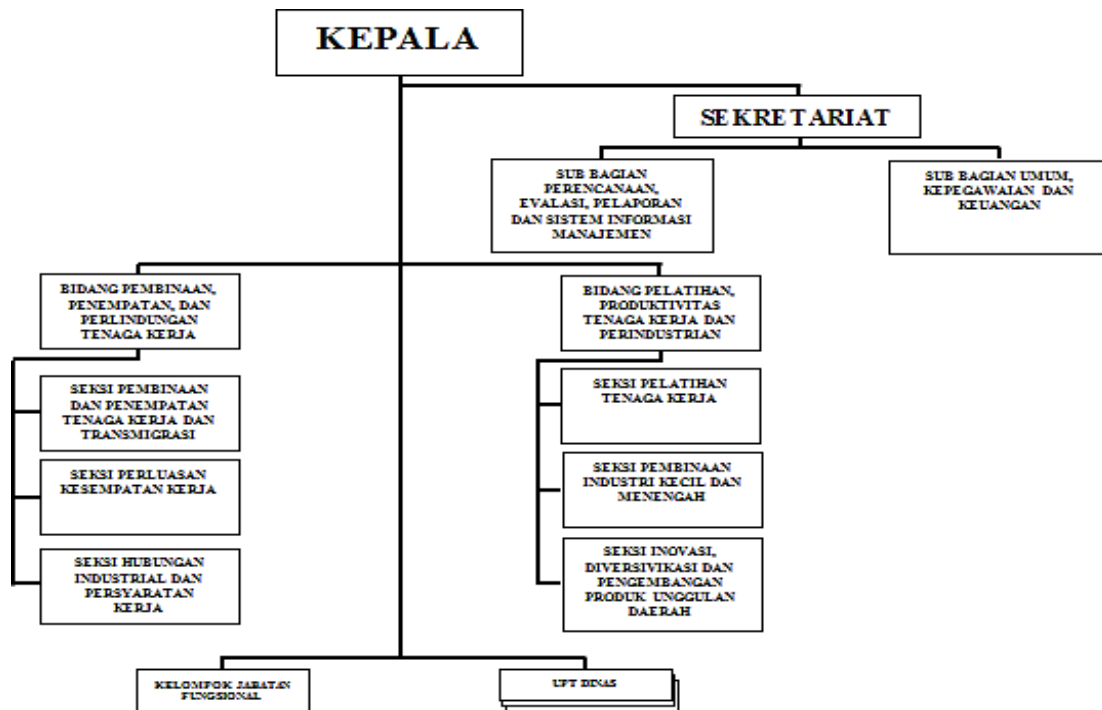 KEPALA
SEKRETARIAT
SUB BAGIAN
PERENCANAAN,
EVALASI, PELAPORAN
DAN SISTEM INFORMASI
MANAJEMEN
SUB BAGIAN UMUM,
KEPEGAWAIAN DAN
KEUANGAN
BIDANG PEMBINAAN,
PENEMPATAN, DAN
PERLINDUNGAN
TENAGA KERJA
SEKSI PEMBINAAN
DAN PENEMPATAN
TENAGA KERJA DAN
TRANSMIGRASI
SEKSI PERLUASAN
KESEMPATAN KERJA
SEKSI HUBUNGAN
INDUSTRIAL DAN
PERSYARATAN
KERJA
BIDANG PELATIHAN,
PRODUKTIVITAS
TENAGA KERJA DAN
PERINDUSTRIAN
SEKSI PELATIHAN
TENAGA KERJA
SEKSI PEMBINAAN
INDUSTRI KECIL DAN
MENENGAH
SEKSI INOVASI,
DIVERSIVIKASI DAN
PENGEMBANGAN
PRODUK UNGGULAN
DAERAH
KELOMPOK JABATAN
FUNGSIONAL
UPT DINAS